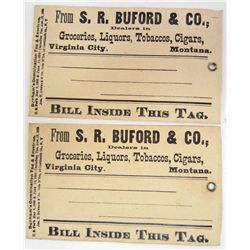 From S. R. BUFORD & CO.,
Dealers in
Groceries, Liquors, Tobaccos, Cigars,
Virginia City. Montana.
BILL INSIDE THIS TAG.
From S. R. BUFORD & CO.,
Dealers in
Groceries, Liquors, Tobaccos, Cigars,
Virginia City. Montana.
BILL INSIDE THIS TAG.